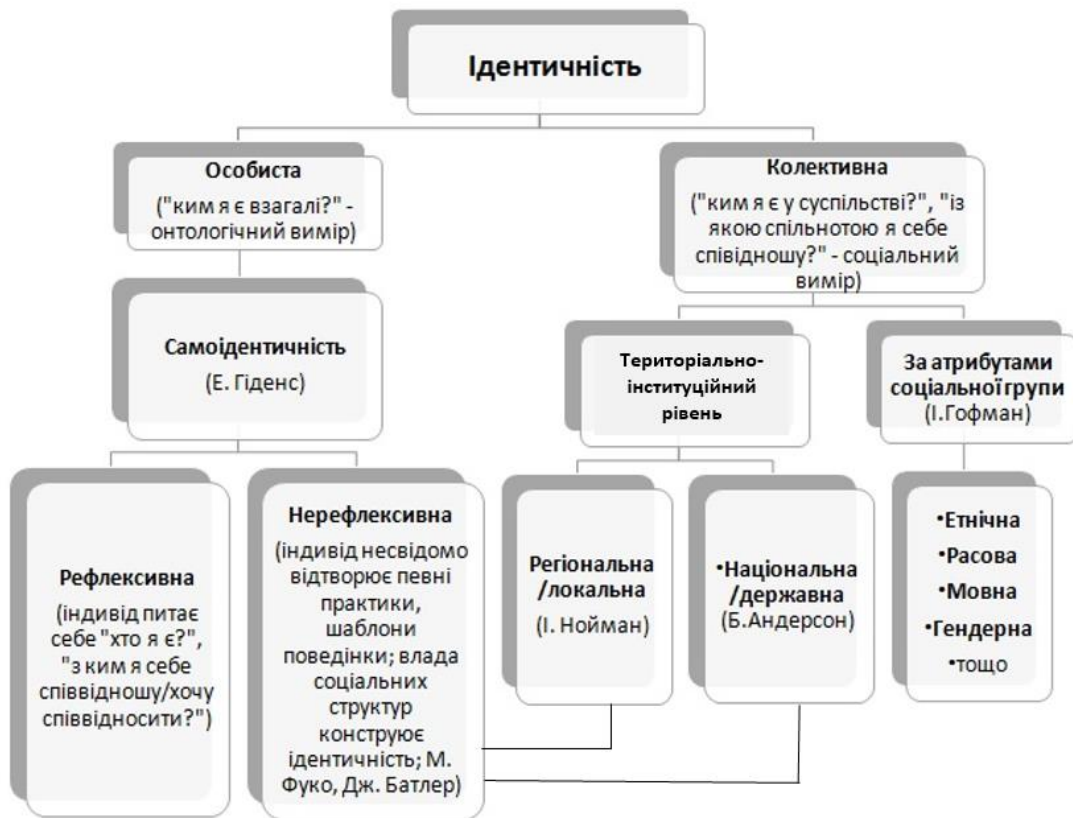 Ідентичність
Особиста
("ким я є взагалі?" -
онтологічний вимір)
Колективна
("ким я є у суспільстві?", "із
якою спільнотою я себе
співідношу?" - соціальний
вимір)
Самоідентичність
(Е. Гіденс)
Територіально-
інституційний
рівень
За атрибутами
соціальної групи
(І.Гофман)
Рефлексивна
(індивід питає
себе "хто я є?",
"з ким я себе
співвідношу/хочу
співвідносити?")
Нерефлексивна
(індивід несвідомо
відтворює певні
практики,
шаблони
поведінки; влада
соціальних
структур
конструює
ідентичність; М.
Фуко, Дж. Батлер)
Регіональна
/локальна
(І. Нойман)
•Національна
/державна
(Б.Андерсон)
•Етнічна
•Расова
•Мовна
•Гендерна
•тощо